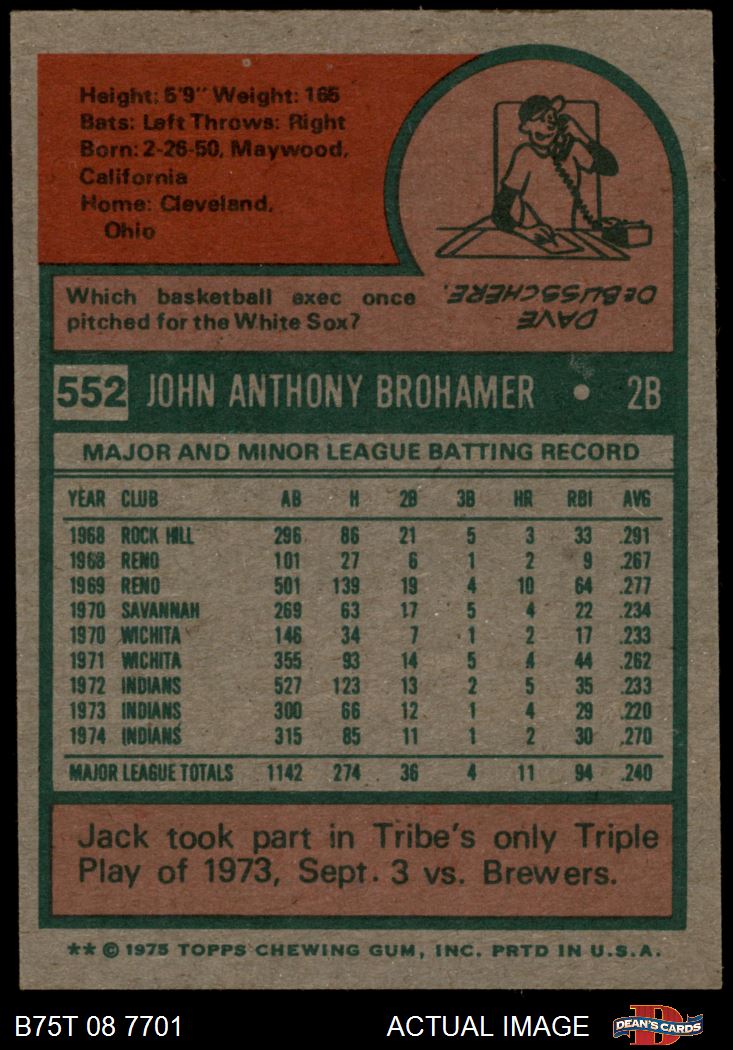 Height: 5'9" Weight: 165
Bats: Left Throws: Right
Born: 2-26-50, Maywood,
California
Home: Cleveland,
Ohio
Which basketball exec once
pitched for the White Sox?
DAVE
DeBUSSCHERE.
552 JOHN ANTHONY BROHAMER • 2B
MAJOR AND MINOR LEAGUE BATTING RECORD
YEAR CLUB AB H 2B 3B HR RBI AVG
1968 ROCK HILL 296 86 21 5 3 33 .291
1968 RENO 101 27 6 1 2 9 .267
1969 RENO 501 139 19 4 10 64 .277
1970 SAVANNAH 269 63 17 5 4 22 .234
1970 WICHITA 146 34 7 1 2 17 .233
1971 WICHITA 355 93 14 5 4 44 .262
1972 INDIANS 527 123 13 2 5 35 .233
1973 INDIANS 300 66 12 1 4 29 .220
1974 INDIANS 315 85 11 1 2 30 .270
MAJOR LEAGUE TOTALS 1142 274 36 4 11 94 .240
Jack took part in Tribe's only Triple
Play of 1973, Sept. 3 vs. Brewers.
** © 1975 TOPPS CHEWING GUM, INC. PRTD IN U.S.A.
B75T 08 7701 ACTUAL IMAGE DEAN'S CARDS